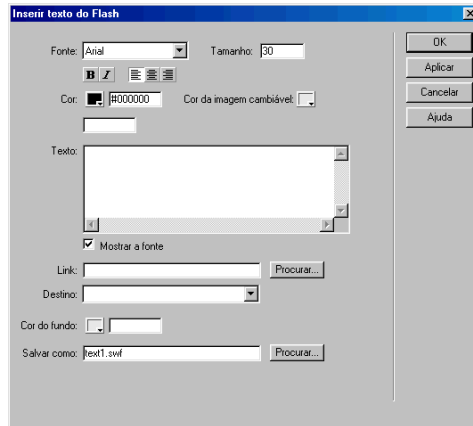 Inserir texto do Flash
Fonte: Arial Tamanho: 30
B I
Cor: #000000 Cor da imagem cambiável:
Texto:
Mostrar a fonte
Link: Procurar...
Destino:
Cor do fundo:
Salvar como: text1.swf Procurar...
OK
Aplicar
Cancelar
Ajuda